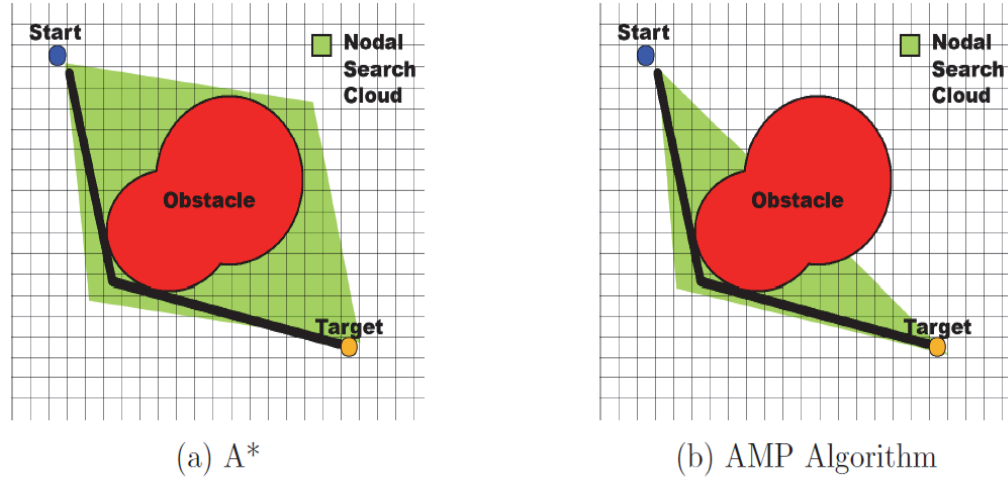 Start
Nodal
Search
Cloud
Obstacle
Target
(a) A*
Start
Nodal
Search
Cloud
Obstacle
Target
(b) AMP Algorithm